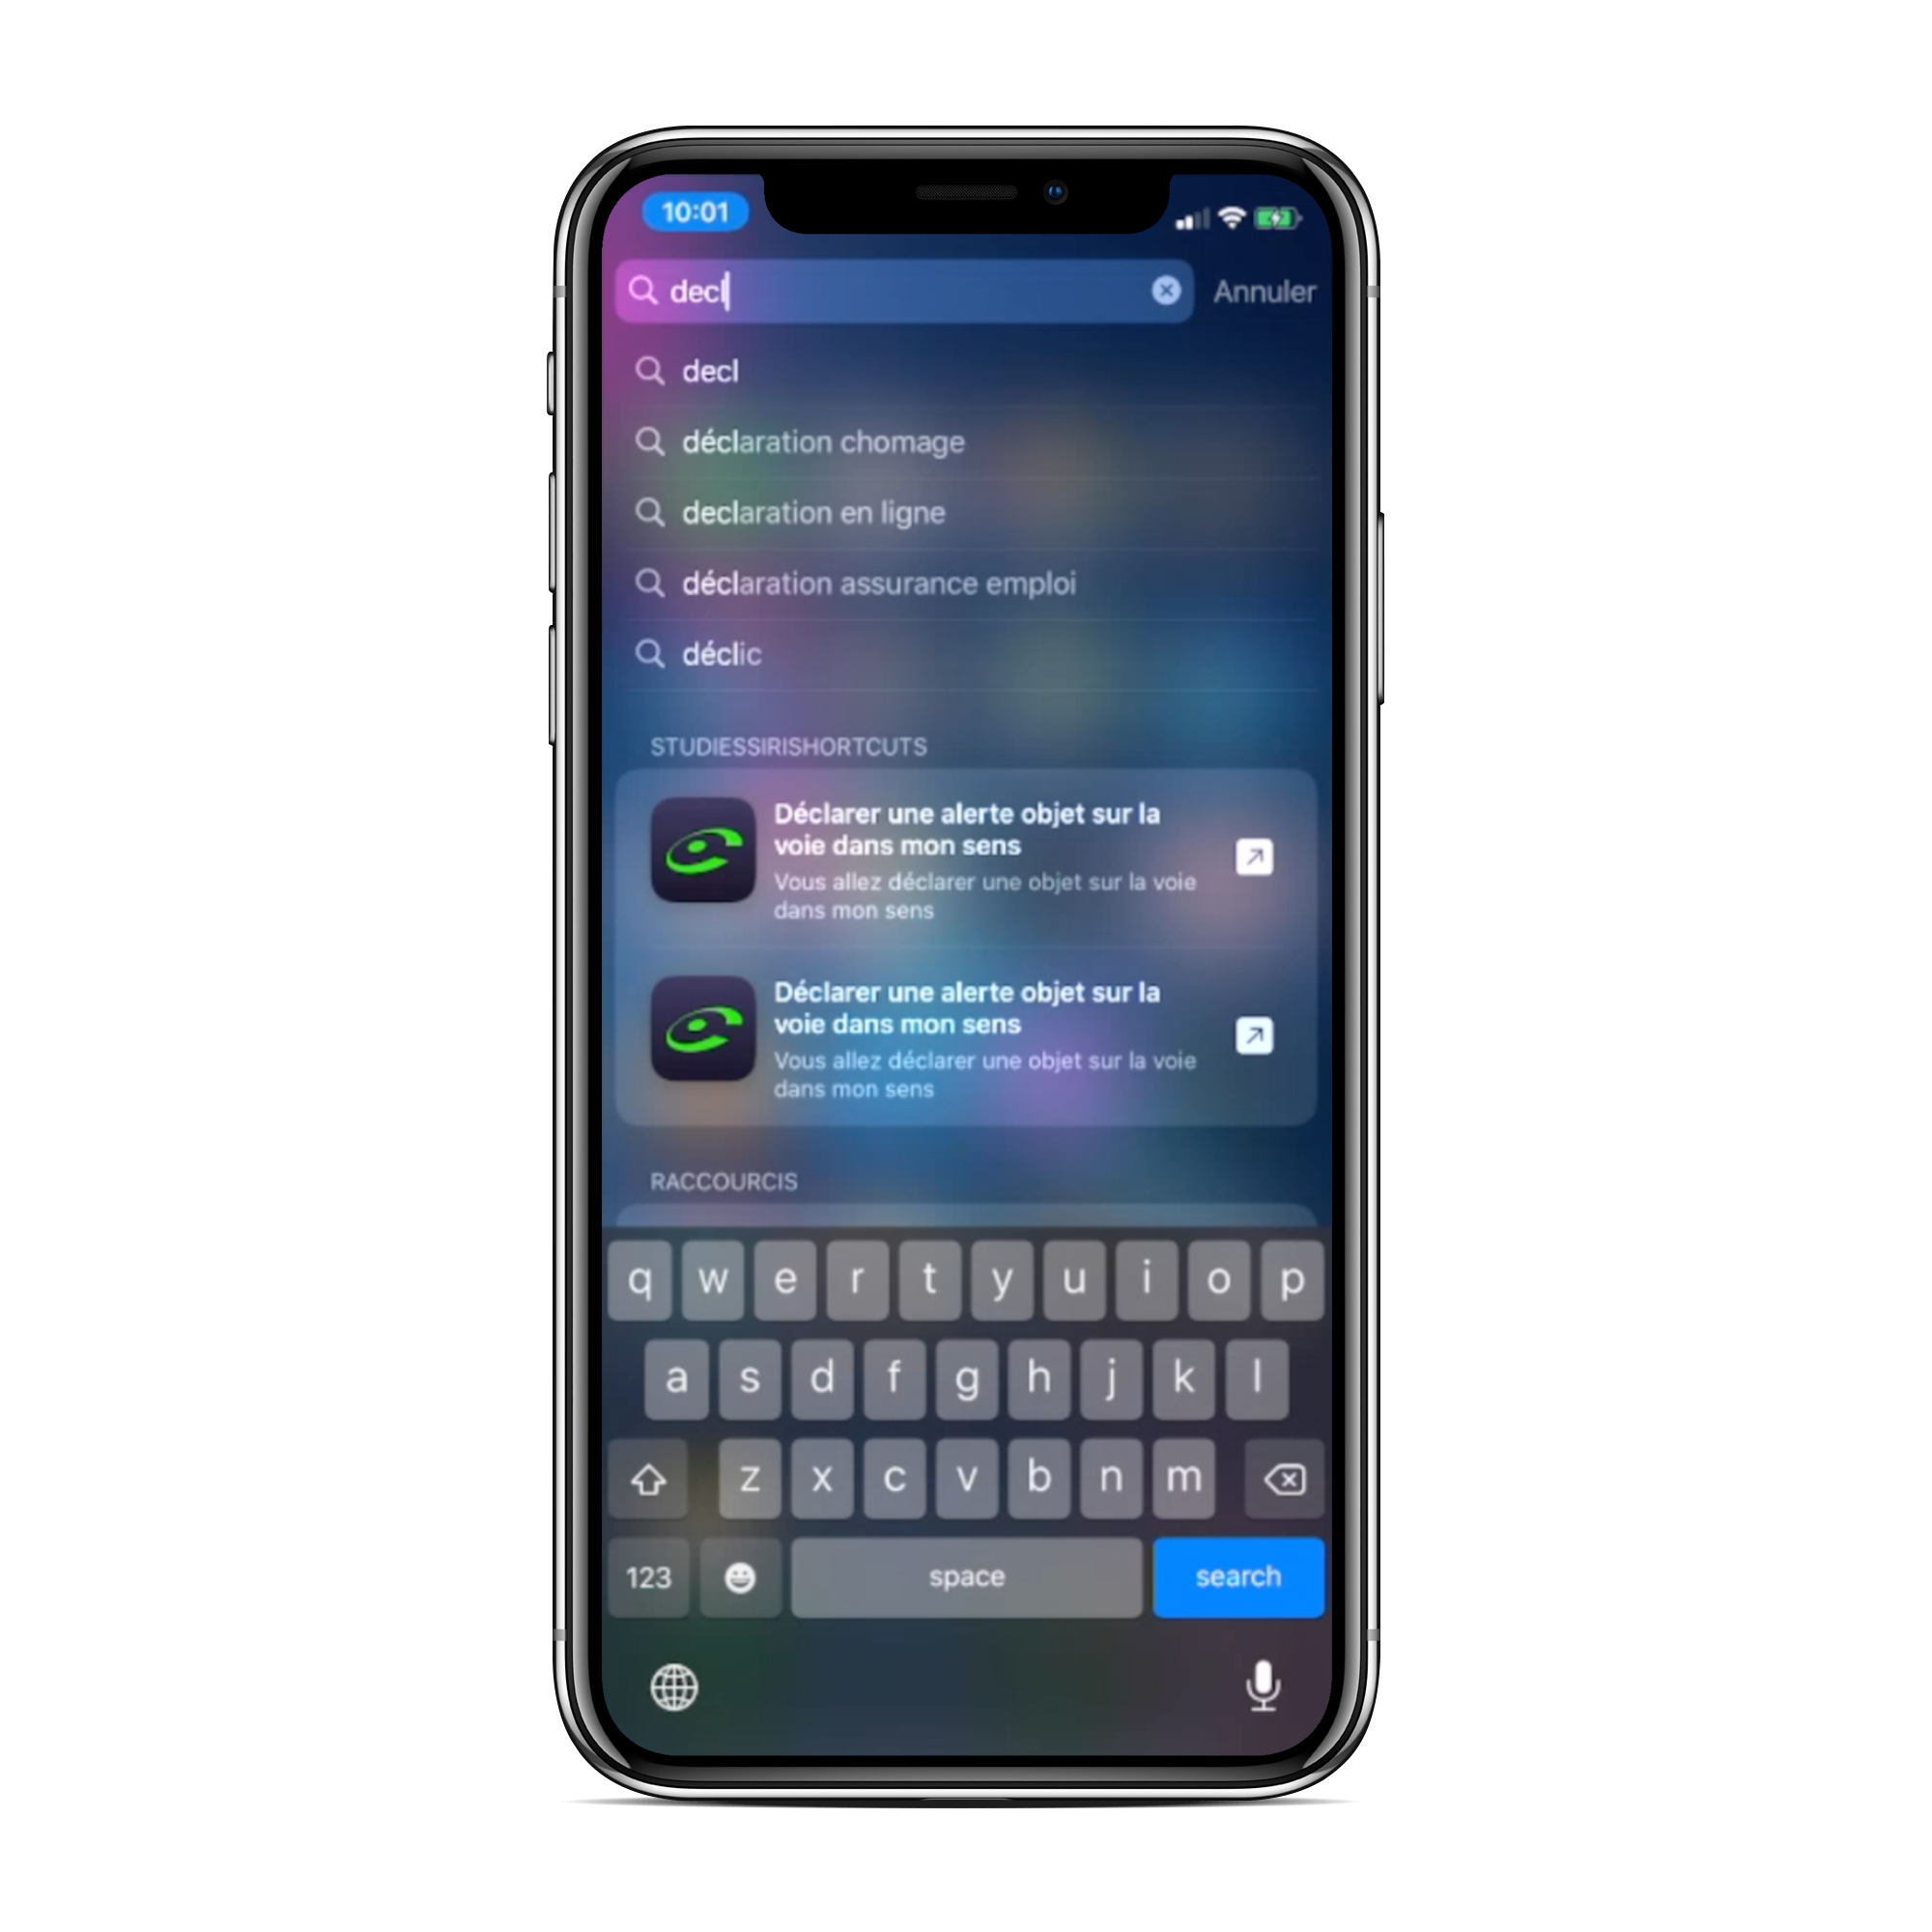 10:01
decl
Annuler
decl
déclaration chomage
declaration en ligne
déclaration assurance emploi
déclic
STUDIESSIRISHORTCUTS
Déclarer une alerte objet sur la
voie dans mon sens
Vous allez déclarer une objet sur la voie
dans mon sens
Déclarer une alerte objet sur la
voie dans mon sens
Vous allez déclarer une objet sur la voie
dans mon sens
RACCOURCIS
q w e r t y u i o p
a s d f g h j k l
z x c v b n m
123 space search